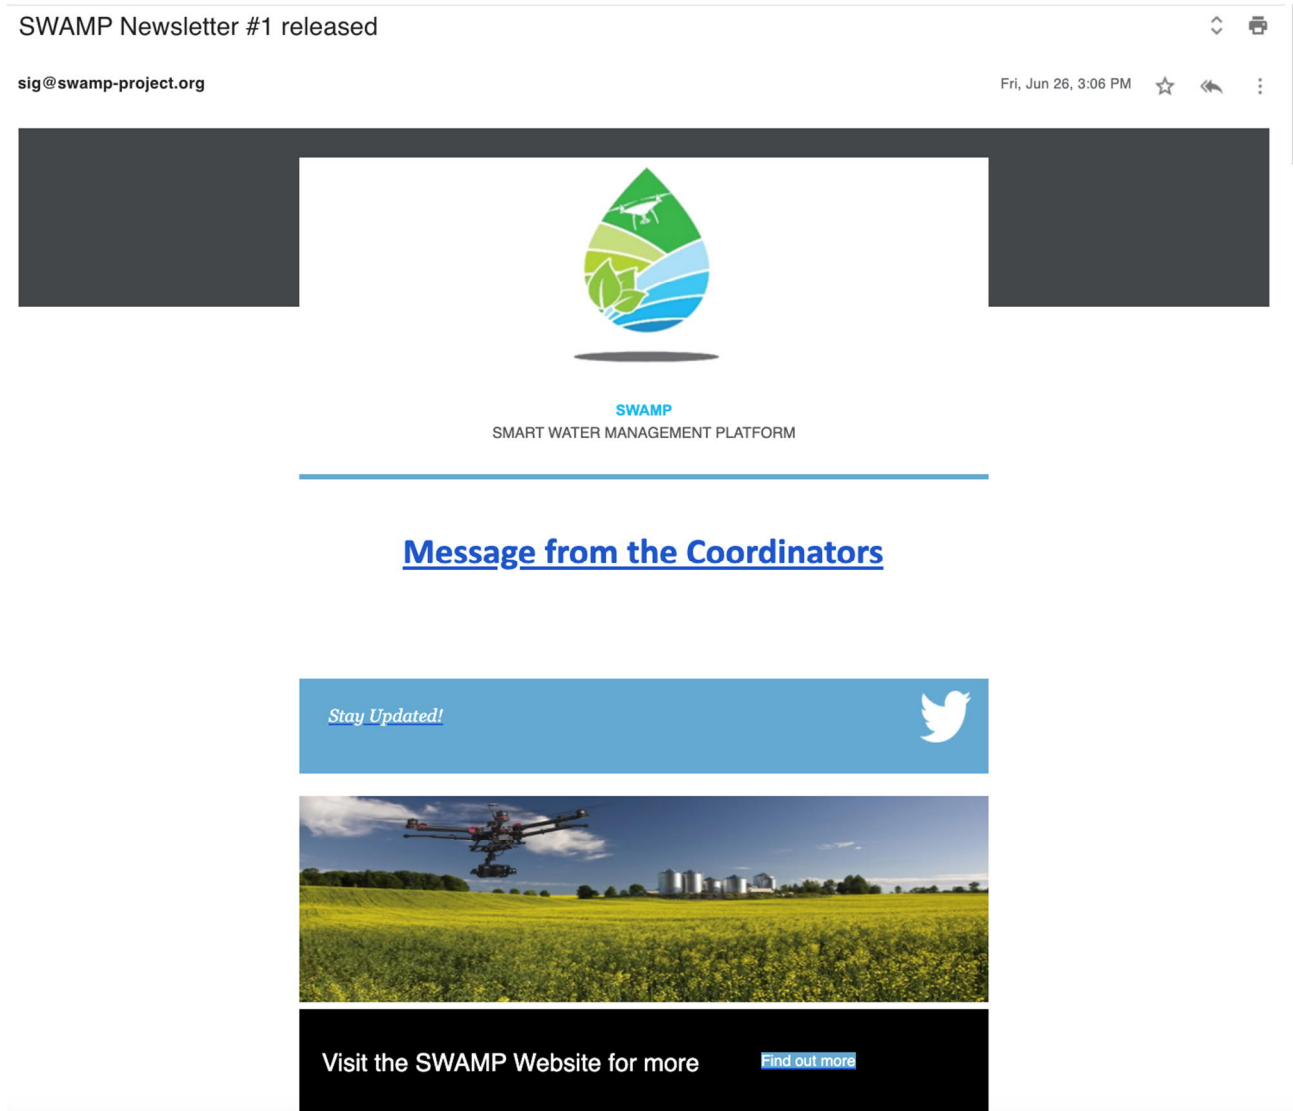 SWAMP Newsletter #1 released
sig@swamp-project.org
Fri, Jun 26, 3:06 PM
SWAMP
SMART WATER MANAGEMENT PLATFORM
Message from the Coordinators
Stay Updated!
Visit the SWAMP Website for more
Find out more